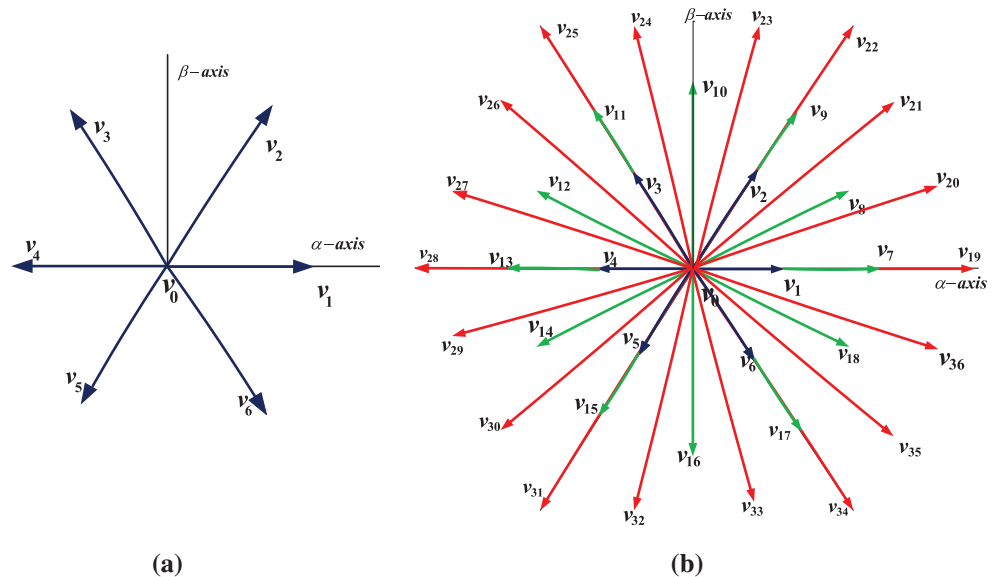 β-axis
v3
v2
α-axis
v4
v0
v1
v5
v6
(a)
β-axis
v25
v24
v23
v22
v10
v26
v21
v11
v9
v27
v12
v3
v2
v20
v8
v28
v13
v4
v7
v19
v1
α-axis
v0
v14
v5
v29
v6
v18
v36
v15
v30
v17
v35
v16
v31
v32
v33
v34
(b)